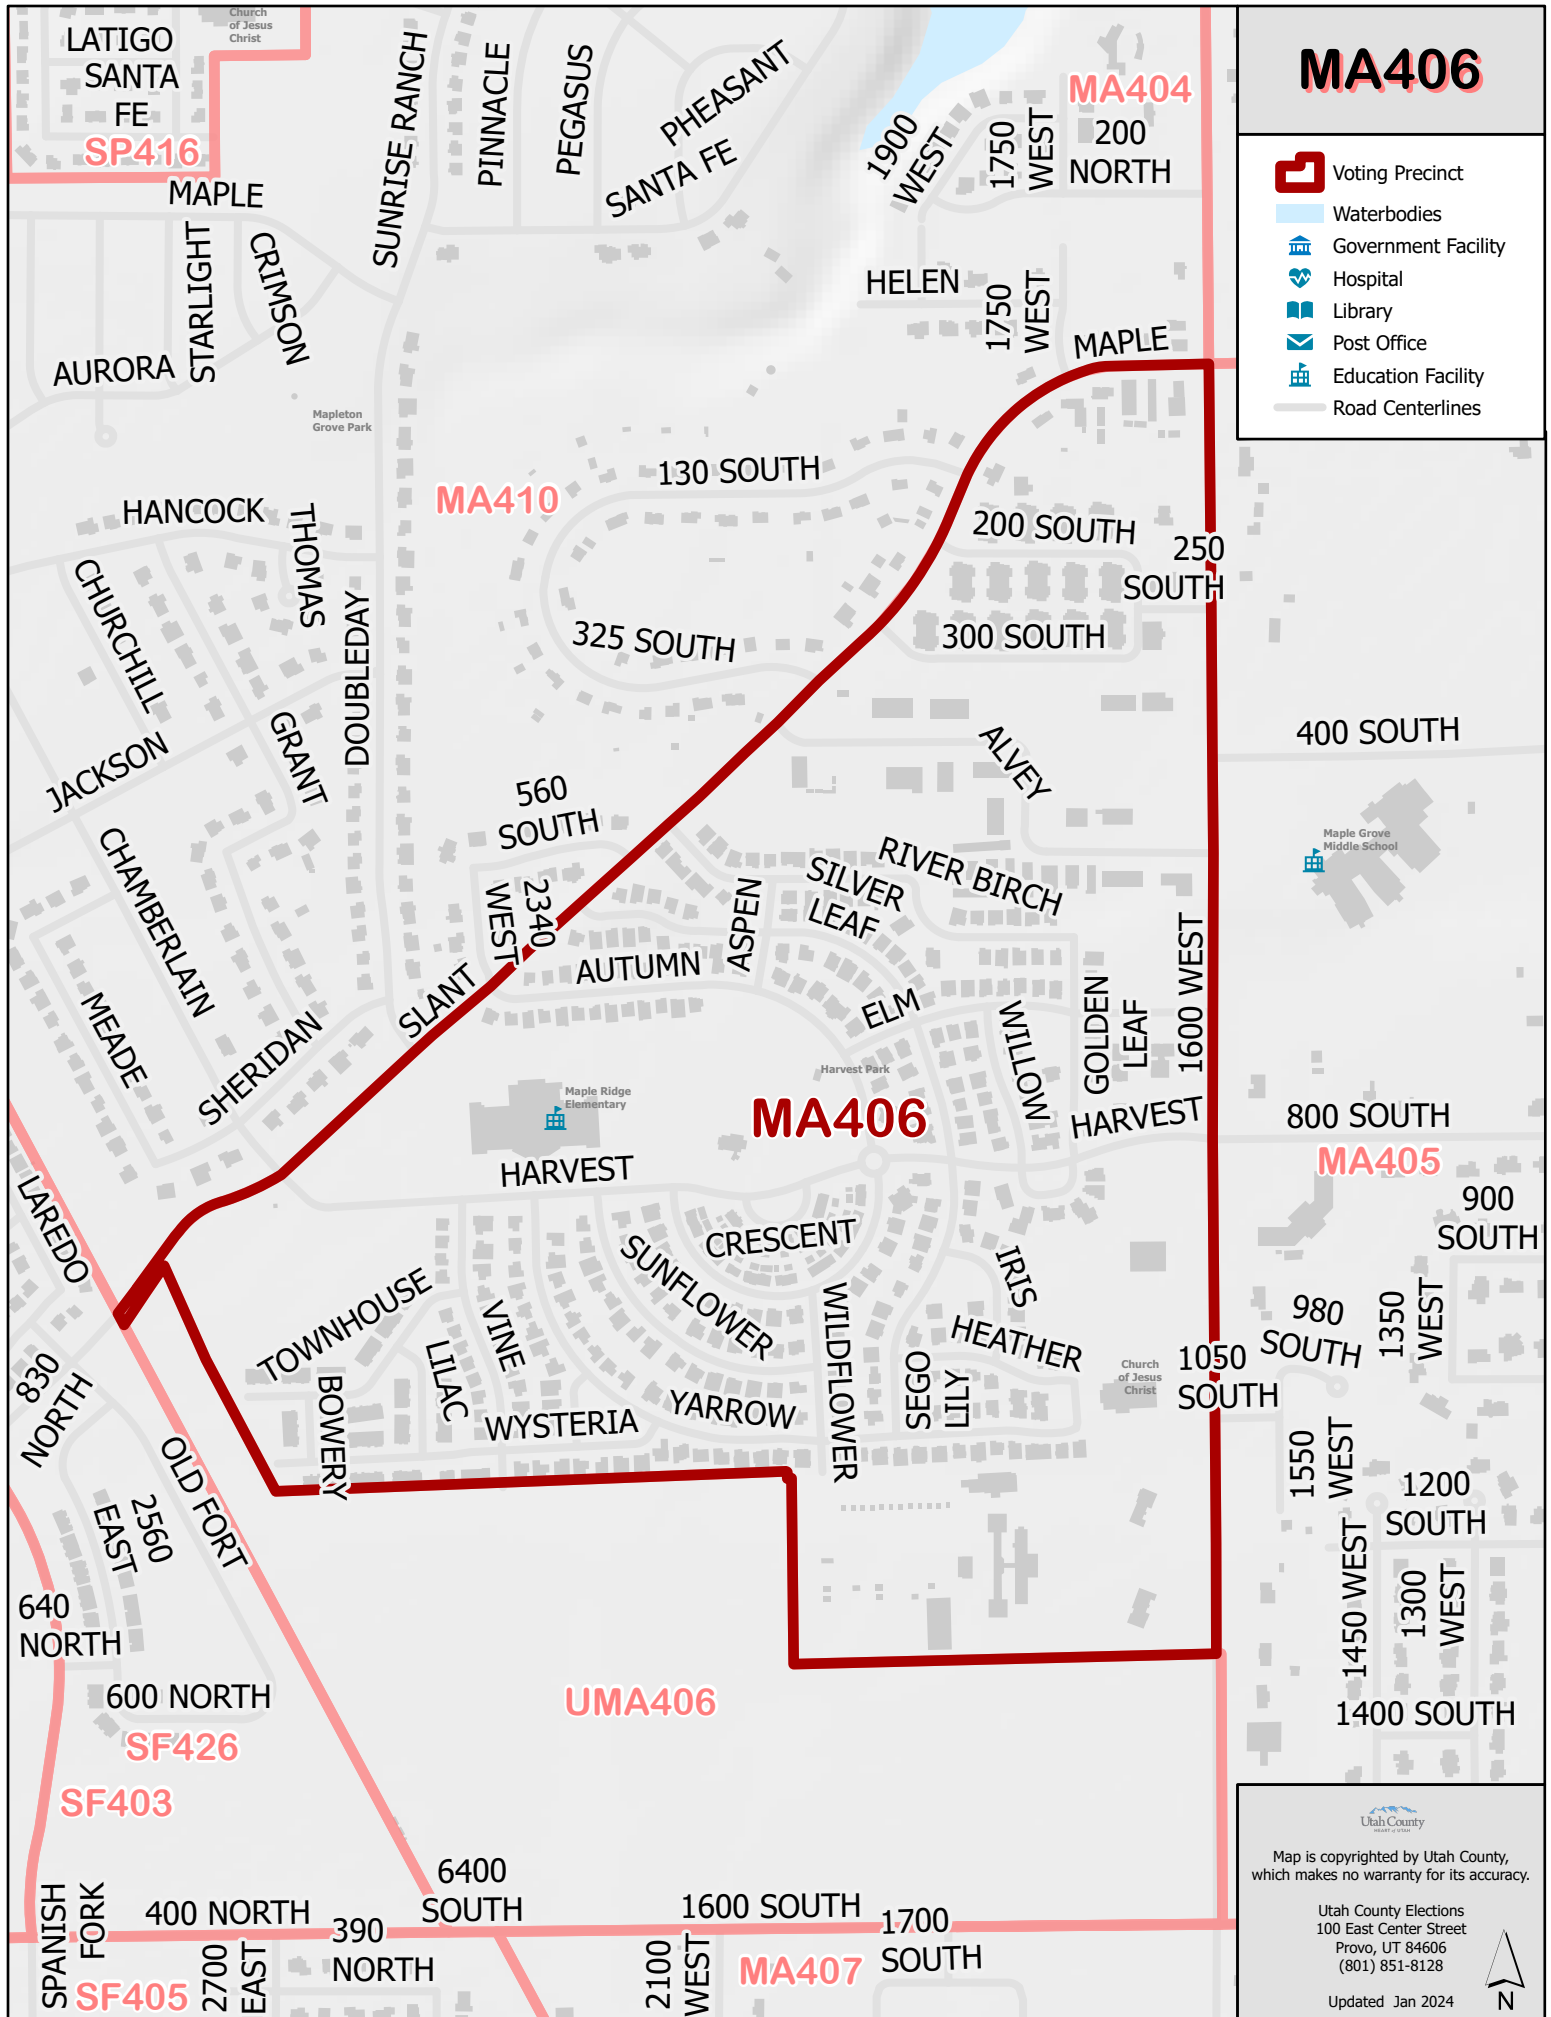 MA406
Voting Precinct
Waterbodies
Government Facility
Hospital
Library
Post Office
Education Facility
Road Centerlines
Church
of Jesus
Christ
LATIGO
SANTA
FE
SP416
MAPLE
STARLIGHT
CRIMSON
AURORA
SUNRISE RANCH
PINNACLE
PEGASUS
PHEASANT
SANTA FE
1900
WEST
1750
WEST
MA404
200
NORTH
HELEN
1750
WEST
MAPLE
Mapleton
Grove Park
MA410
130 SOUTH
HANCOCK
THOMAS
CHURCHILL
DOUBLEDAY
200 SOUTH
250
SOUTH
325 SOUTH
300 SOUTH
JACKSON
GRANT
400 SOUTH
ALVEY
560
SOUTH
CHAMBERLAIN
Maple Grove
Middle School
RIVER BIRCH
SILVER
LEAF
ASPEN
2340
WEST
AUTUMN
1600 WEST
MEADE
SLANT
SHERIDAN
ELM
WILLOW
GOLDEN
LEAF
Harvest Park
Maple Ridge
Elementary
MA406
HARVEST
800 SOUTH
MA405
HARVEST
LAREDO
900
SOUTH
CRESCENT
SUNFLOWER
IRIS
TOWNHOUSE
VINE
WILDFLOWER
HEATHER
980
SOUTH
1350
WEST
830
NORTH
LILAC
BOWERY
WYSTERIA
YARROW
SEGO
LILY
Church
of Jesus
Christ
1050
SOUTH
OLD FORT
2560
EAST
1550
WEST
1200
SOUTH
1450 WEST
1300
WEST
640
NORTH
600 NORTH
SF426
UMA406
1400 SOUTH
SF403
6400
SOUTH
SPANISH
FORK
400 NORTH
390
NORTH
1600 SOUTH
1700
SOUTH
SF405
2700
EAST
2100
WEST
MA407
Utah County
HEART of UTAH
Map is copyrighted by Utah County,
which makes no warranty for its accuracy.
Utah County Elections
100 East Center Street
Provo, UT 84606
(801) 851-8128
Updated Jan 2024
N